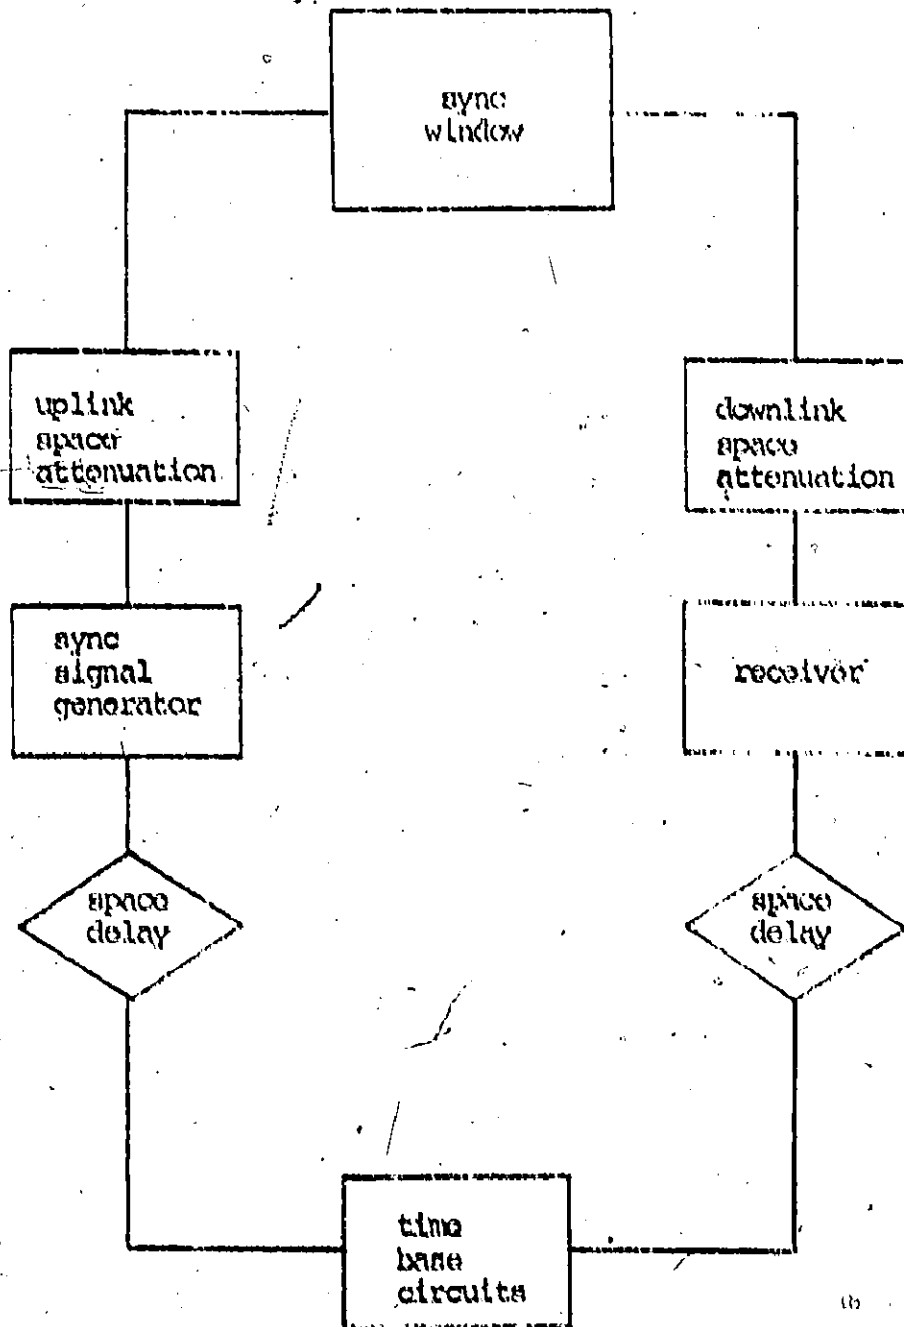 sync
window
uplink
space
attenuation
downlink
space
attenuation
sync
signal
generator
receiver
space
delay
space
delay
time
base
circuits